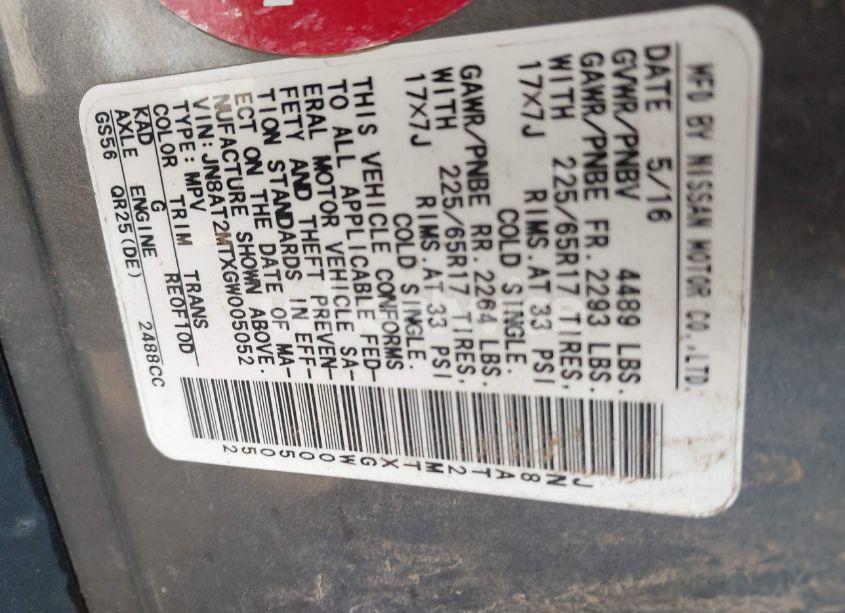 MFD BY NISSAN MOTOR CO.,LTD.
DATE 5/16
GVWR/PNBV 4489 LBS.
GAWR/PNBE FR. 2293 LBS.
WITH 225/65R17 TIRES,
17X7J RIMS.AT 33 PSI
COLD SINGLE.
GAWR/PNBE RR. 2264 LBS.
WITH 225/65R17 TIRES,
17X7J RIMS.AT 33 PSI
COLD SINGLE.
THIS VEHICLE CONFORMS
TO ALL APPLICABLE FED-
ERAL MOTOR VEHICLE SA-
FETY AND THEFT PREVEN-
TION STANDARDS IN EFF-
ECT ON THE DATE OF MA-
NUFACTURE SHOWN ABOVE.
VIN:JN8AT2MTXGW005052
TYPE: MPV
COLOR TRIM TRANS
KAD G RE0F10D
AXLE ENGINE
GS56 QR25(DE) 2488CC
JN8AT2MTXGW005052